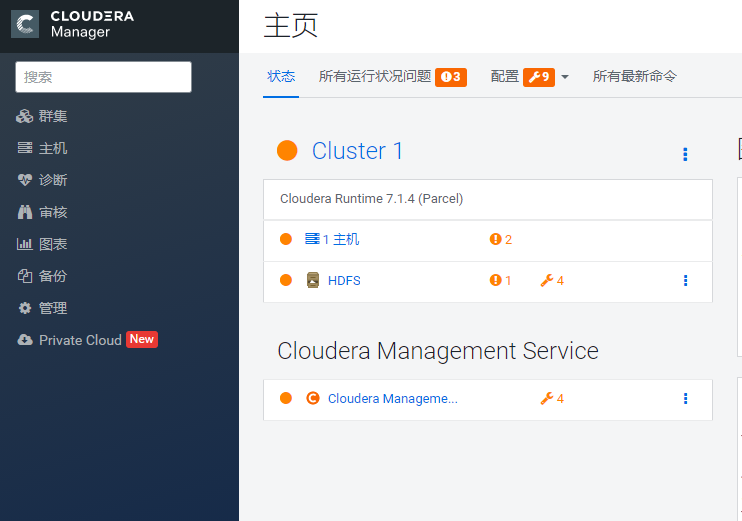 CLOUDERA
Manager
搜索
群集
主机
诊断
审核
图表
备份
管理
Private Cloud New
主页
状态 所有运行状况问题 3 配置 9 所有最新命令
Cluster 1
Cloudera Runtime 7.1.4 (Parcel)
1 主机 2
HDFS 1 4
Cloudera Management Service
Cloudera Manageme... 4